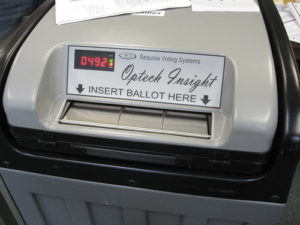 0492
Sequoia Voting Systems
Optech Insight
INSERT BALLOT HERE